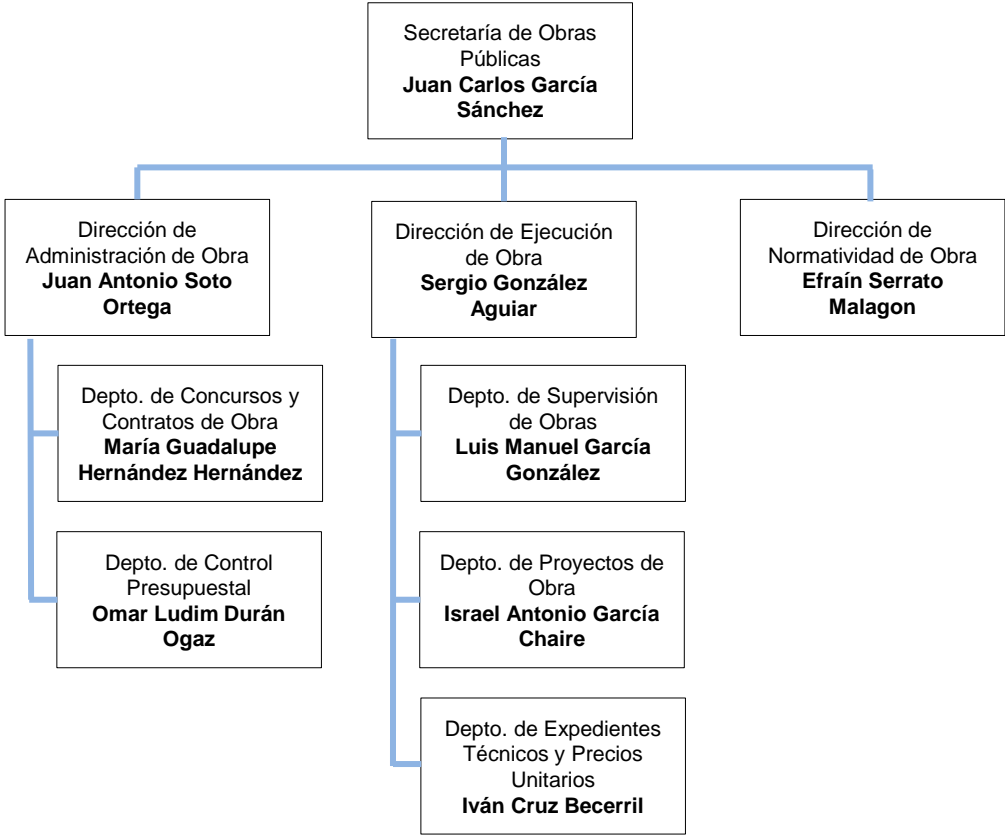 Secretaría de Obras
Públicas
Juan Carlos García
Sánchez
Dirección de
Administración de Obra
Juan Antonio Soto
Ortega
Dirección de Ejecución
de Obra
Sergio González
Aguiar
Dirección de
Normatividad de Obra
Efraín Serrato
Malagon
Depto. de Concursos y
Contratos de Obra
María Guadalupe
Hernández Hernández
Depto. de Supervisión
de Obras
Luis Manuel García
González
Depto. de Control
Presupuestal
Omar Ludim Durán
Ogaz
Depto. de Proyectos de
Obra
Israel Antonio García
Chaire
Depto. de Expedientes
Técnicos y Precios
Unitarios
Iván Cruz Becerril